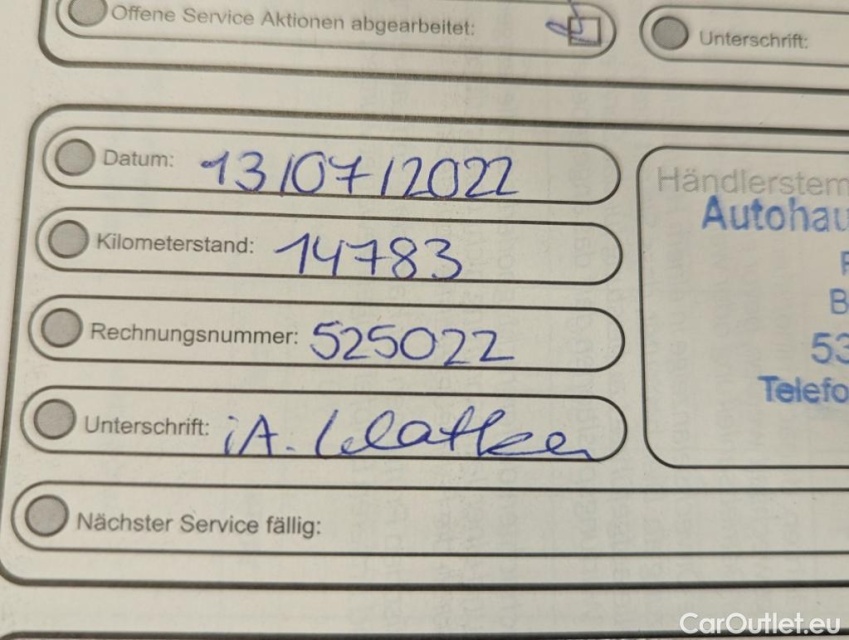 Offene Service Aktionen abgearbeitet:
Unterschrift:
Datum: 13/07/2022
Kilometerstand: 14783
Rechnungsnummer: 525022
Unterschrift: iA.
Nächster Service fällig:
Händlerstem
Autohau
B
53
Telefo
CarOutlet.eu